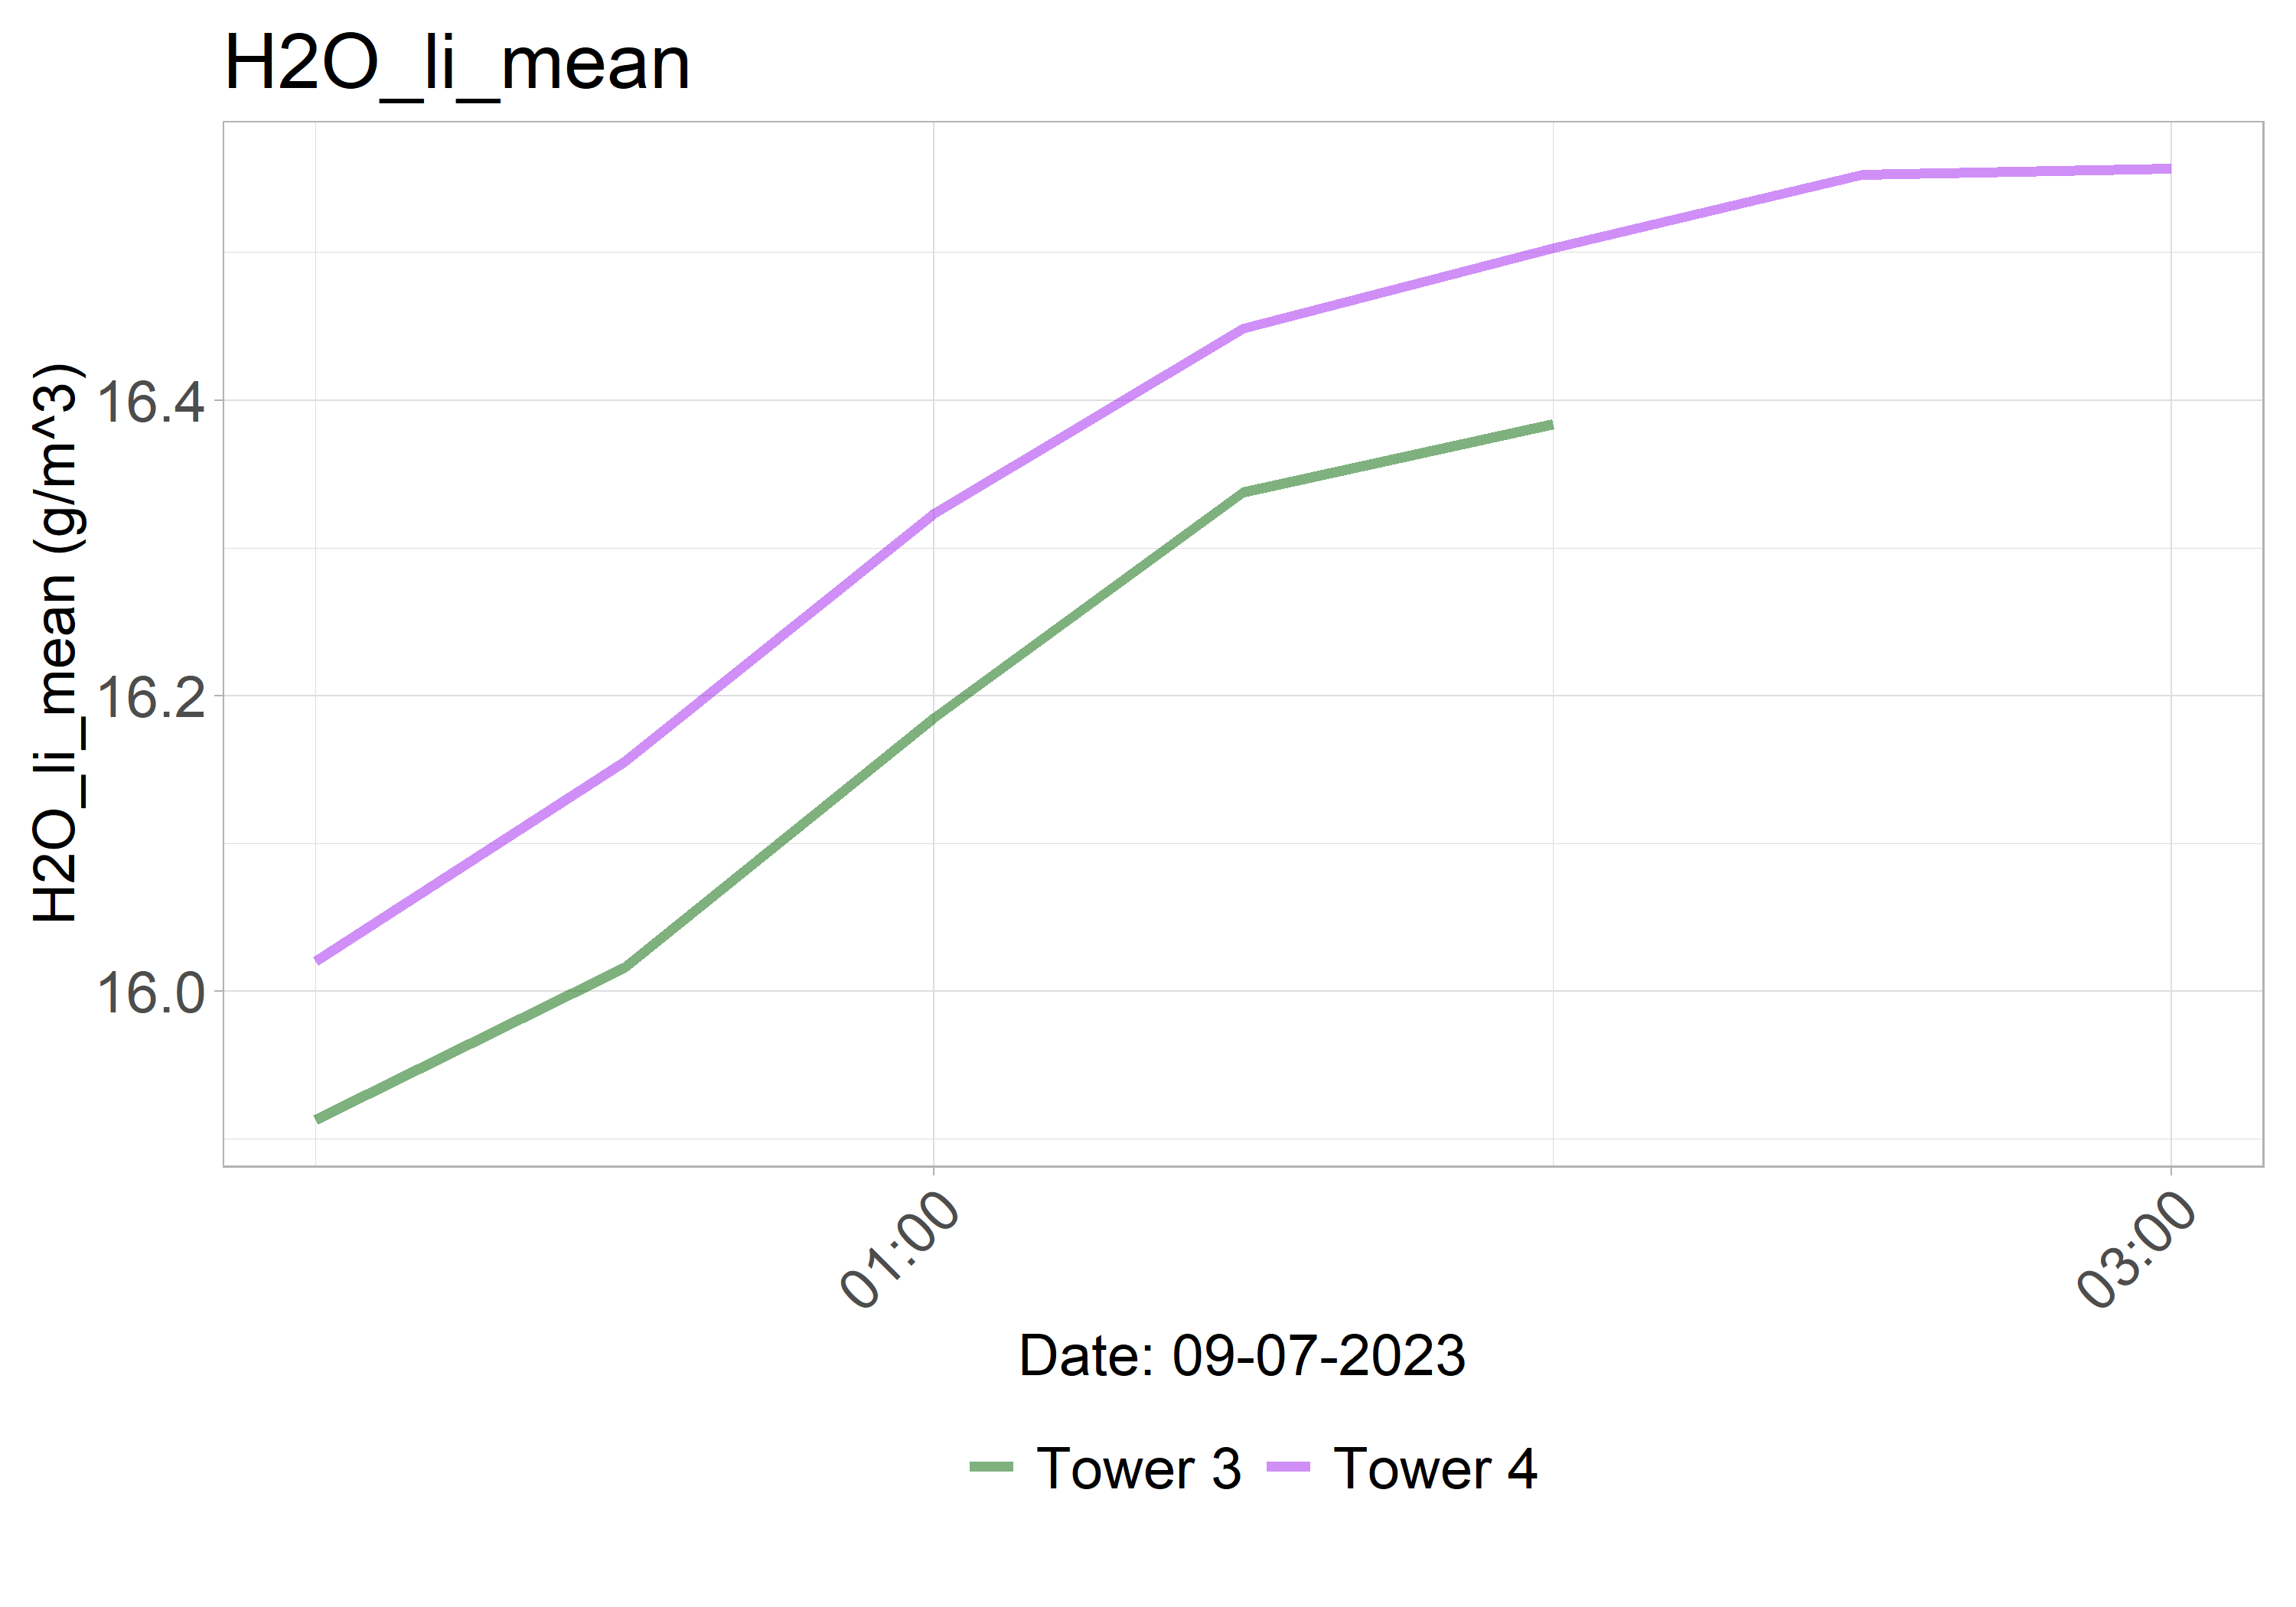 H2O_li_mean
H2O_li_mean (g/m^3)
16.4
16.2
16.0
01:00
03:00
Date: 09-07-2023
Tower 3
Tower 4